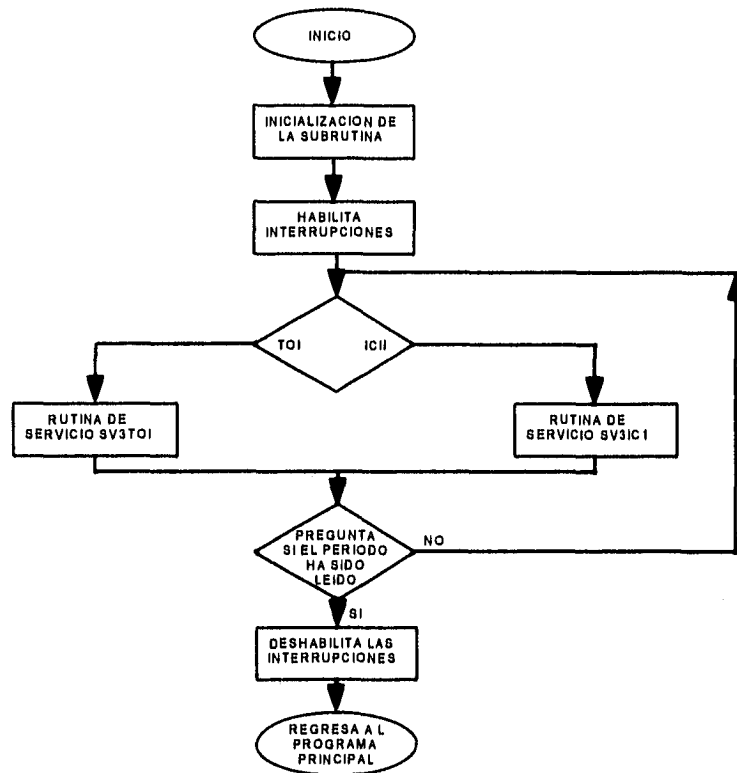 INICIO
INICIALIZACION DE
LA SUBRUTINA
HABILITA
INTERRUPCIONES
TOI
ICII
RUTINA DE
SERVICIO SV3TOI
RUTINA DE
SERVICIO SV3IC1
PREGUNTA
SI EL PERIODO
HA SIDO
LEIDO
NO
SI
DESHABILITA LAS
INTERRUPCIONES
REGRESA AL
PROGRAMA
PRINCIPAL